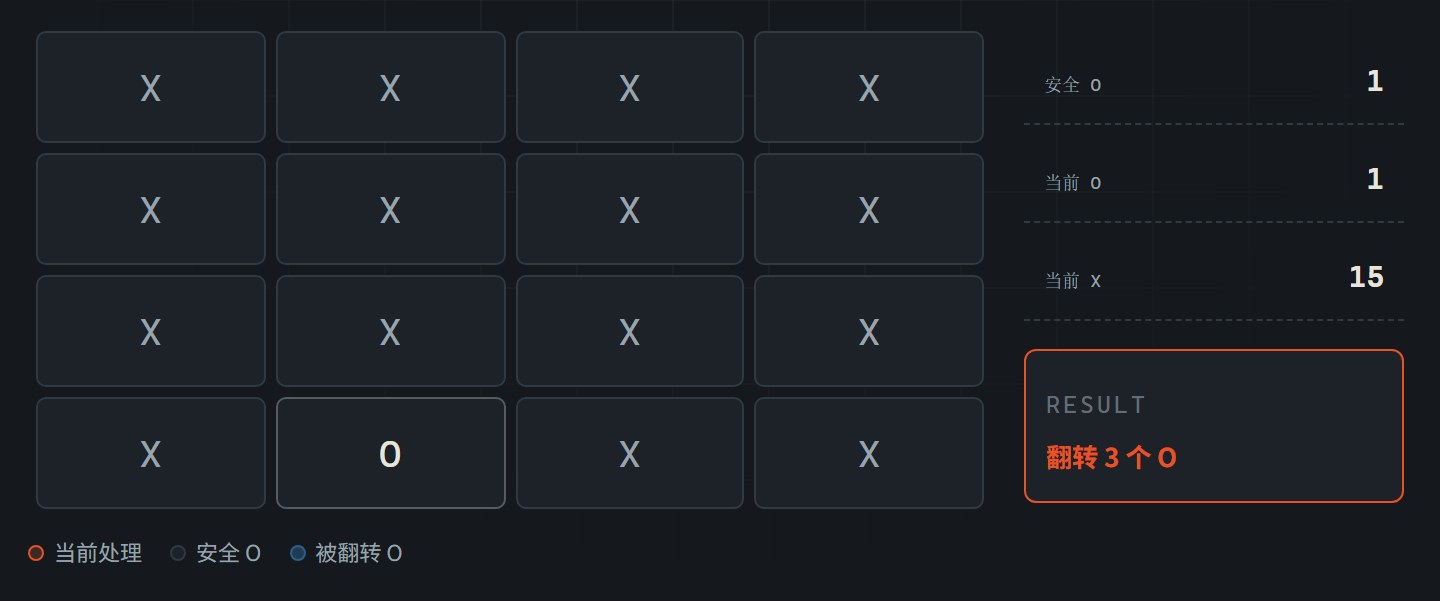 X X X X
X X X X
X X X X
X O X X
安全 O 1
当前 O 1
当前 X 15
RESULT
翻转 3 个 O
当前处理 安全 O 被翻转 O